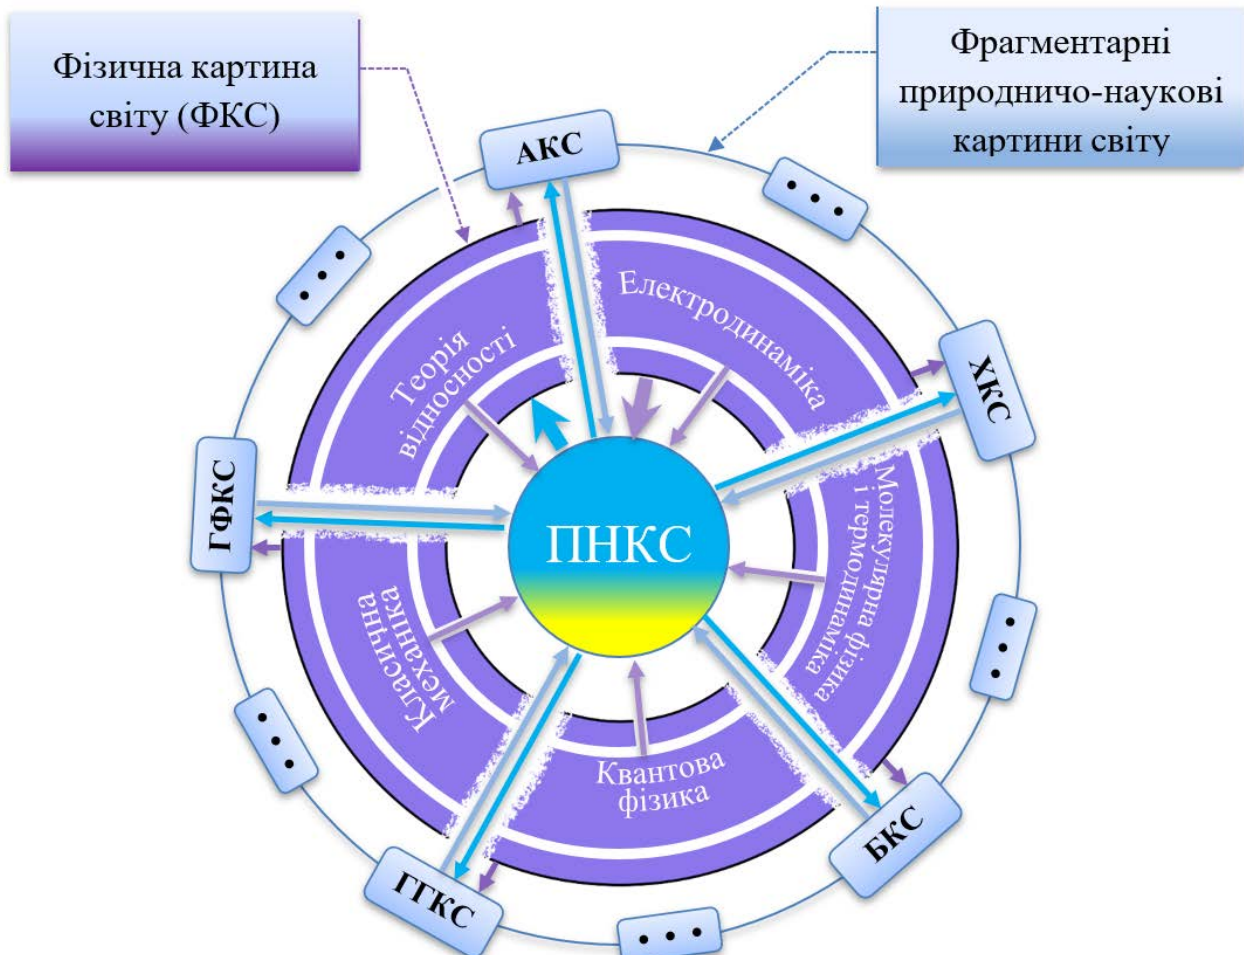 Фізична картина
світу (ФКС)
Фрагментарні
природничо-наукові
картини світу
АКС
• • •
• • •
Електродинаміка
Теорія
відносності
ХКС
ГФКС
ПНКС
Молекулярна фізика
і термодинаміка
Класична
механіка
• • •
• • •
Квантова
фізика
БКС
ГГКС
• • •